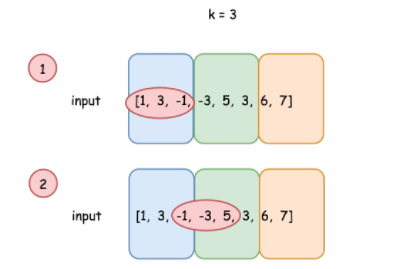 k = 3
1
input [1, 3, -1, -3, 5, 3, 6, 7]
2
input [1, 3, -1, -3, 5, 3, 6, 7]